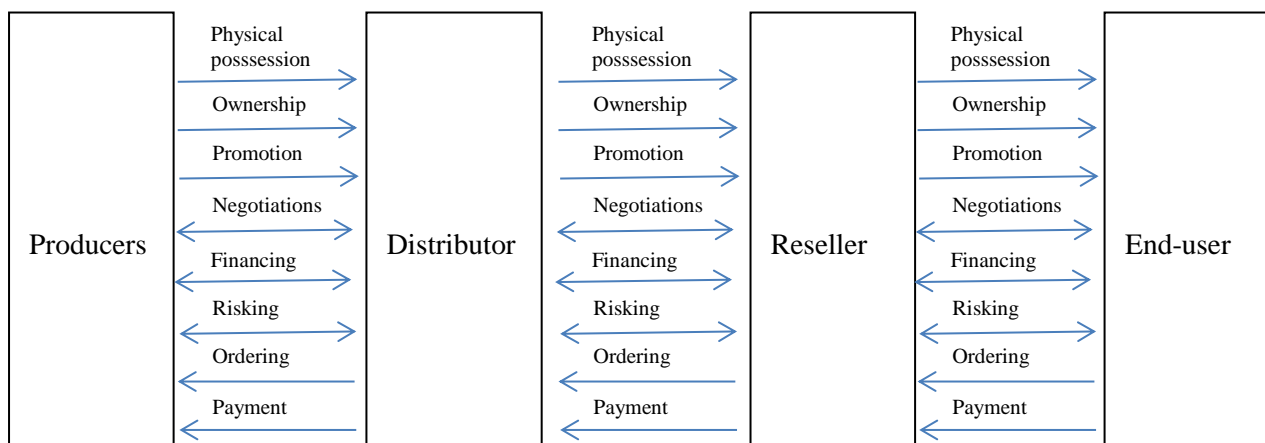 Physical
posssession
Physical
posssession
Physical
posssession
Ownership
Ownership
Ownership
Promotion
Promotion
Promotion
Negotiations
Negotiations
Negotiations
Producers
Distributor
Reseller
End-user
Financing
Financing
Financing
Risking
Risking
Risking
Ordering
Ordering
Ordering
Payment
Payment
Payment